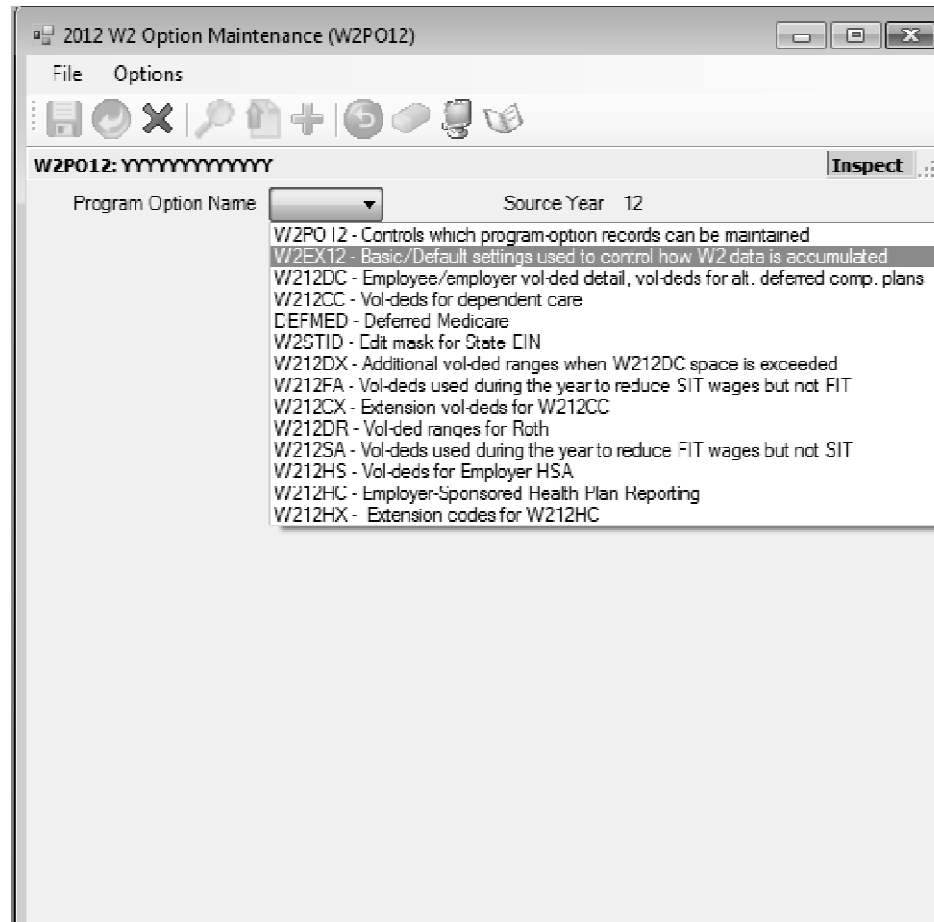 2012 W2 Option Maintenance (W2PO12)
File Options
W2PO12: YYYYYYYYYYYYY Inspect
Program Option Name Source Year 12
W2PO12 - Controls which program-option records can be maintained
W2EX12 - Basic/Default settings used to control how W2 data is accumulated
W212DC - Employee/employer vol-ded detail, vol-deds for alt. deferred comp. plans
W212CC - Vol-deds for dependent care
DEFMED - Deferred Medicare
W2STID - Edit mask for State EIN
W212DX - Additional vol-ded ranges when W212DC space is exceeded
W212FA - Vol-deds used during the year to reduce SIT wages but not FIT
W212CX - Extension vol-deds for W212CC
W212DR - Vol-ded ranges for Roth
W212SA - Vol-deds used during the year to reduce FIT wages but not SIT
W212HS - Vol-deds for Employer HSA
W212HC - Employer-Sponsored Health Plan Reporting
W212HX - Extension codes for W212HC